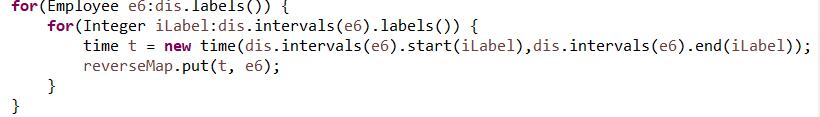 for(Employee e6:dis.labels()) {
for(Integer iLabel:dis.intervals(e6).labels()) {
time t = new time(dis.intervals(e6).start(iLabel),dis.intervals(e6).end(iLabel));
reverseMap.put(t, e6);
}
}